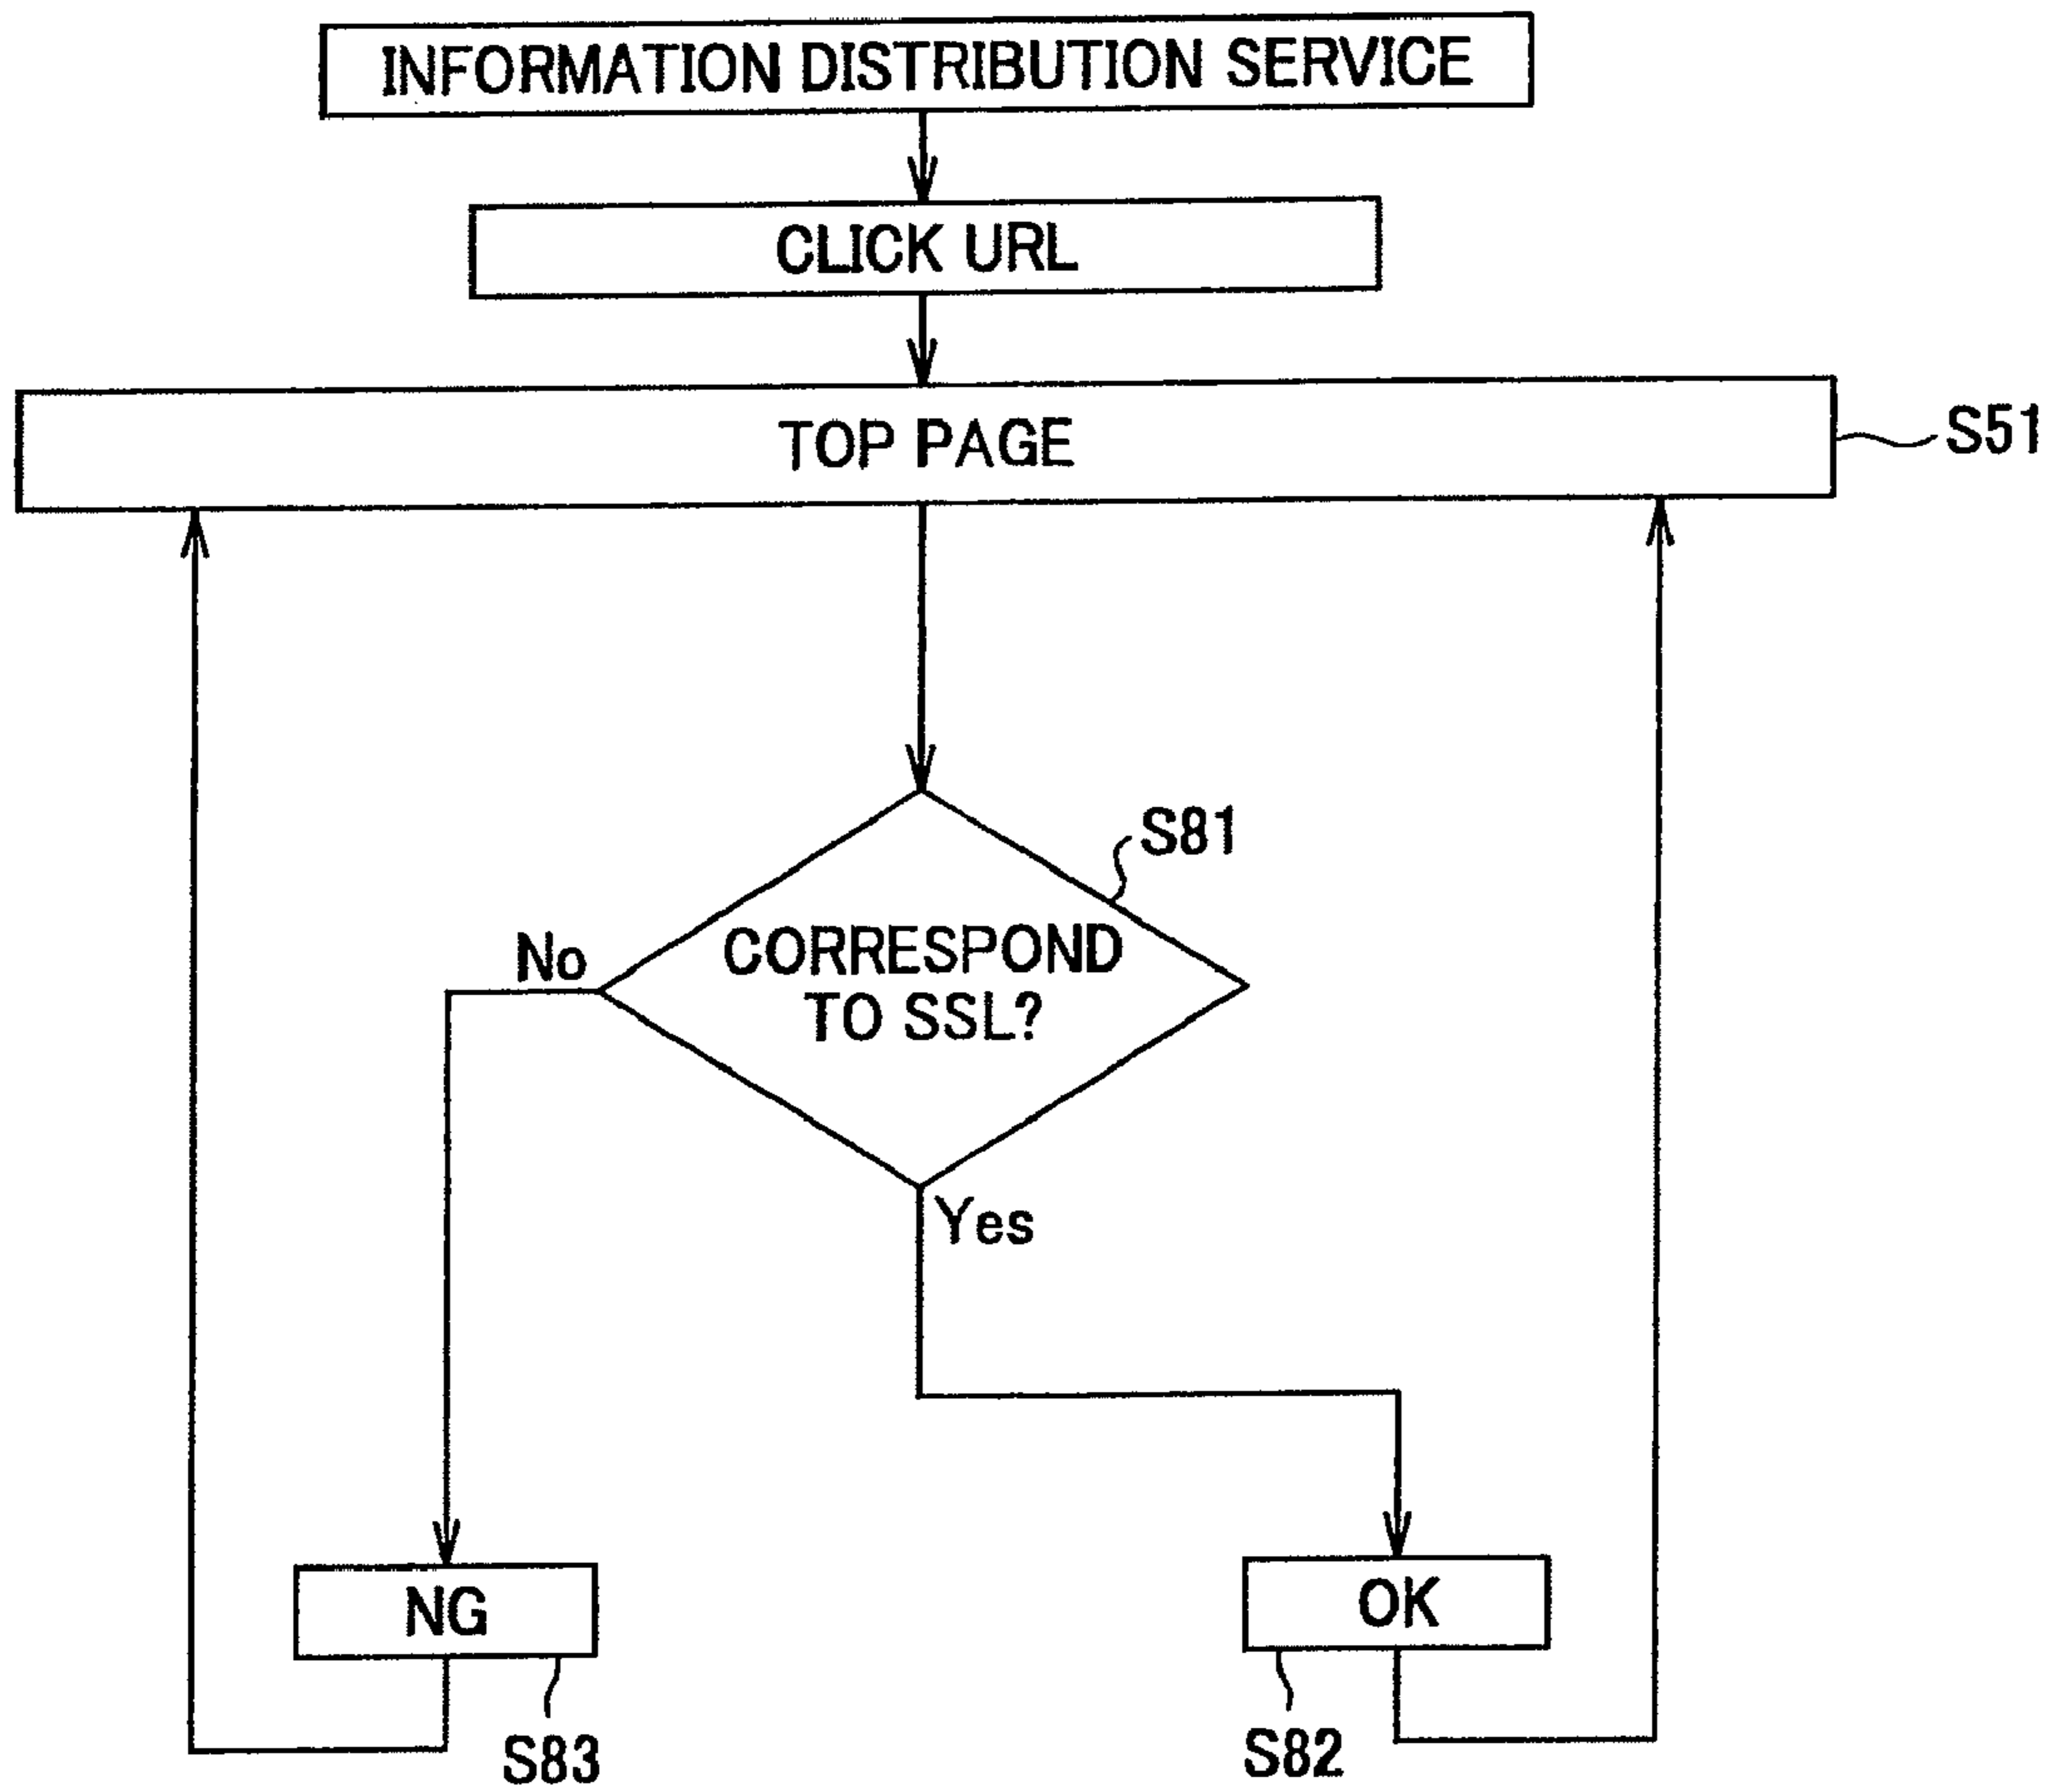 INFORMATION DISTRIBUTION SERVICE
CLICK URL
TOP PAGE
S51
S81
No
CORRESPOND
TO SSL?
Yes
NG
OK
S83
S82